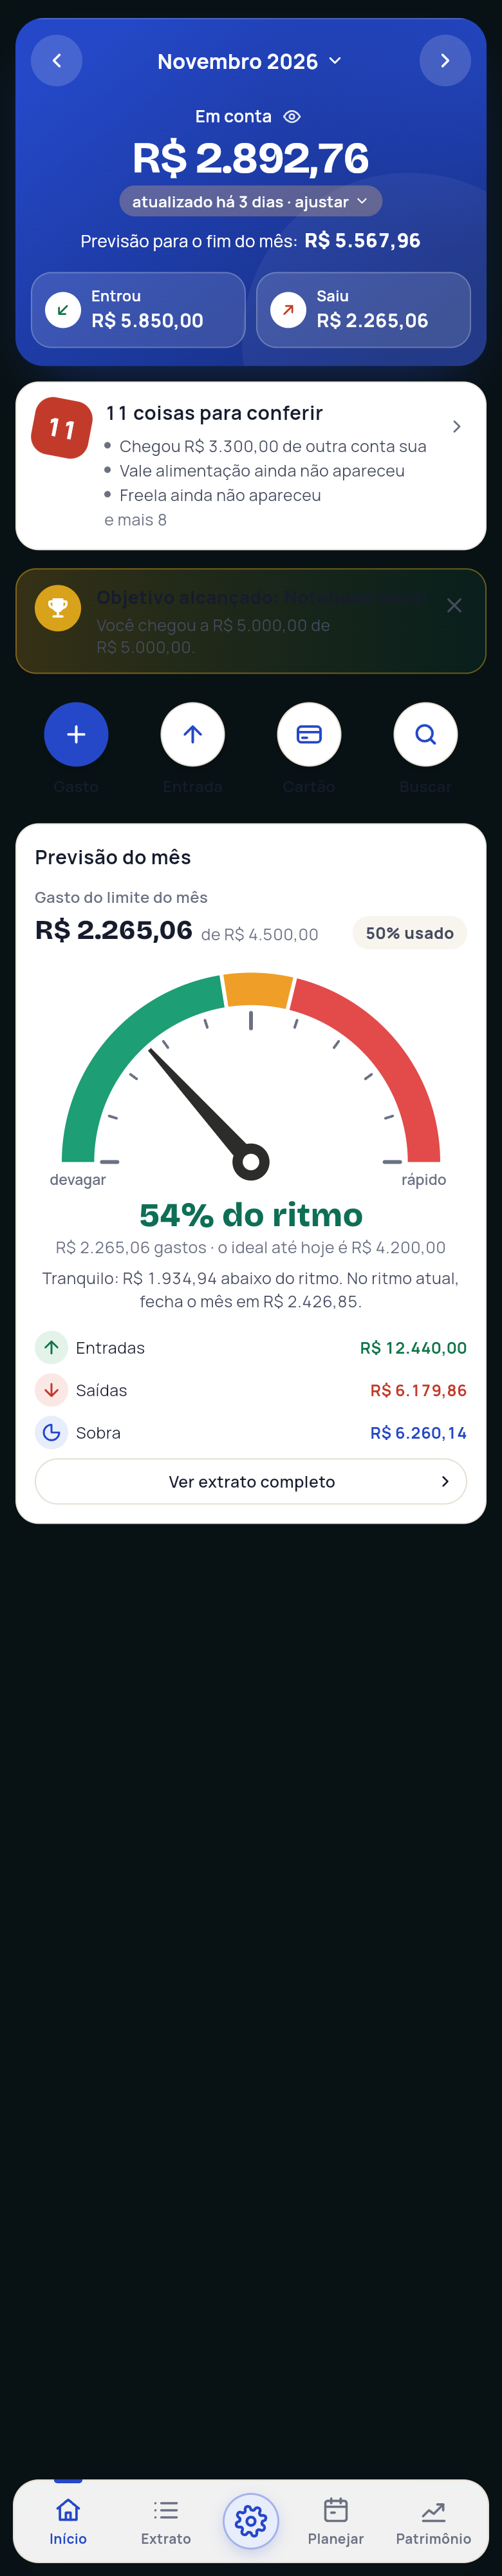 Novembro 2026
Em conta
R$ 2.892,76
atualizado há 3 dias · ajustar
Previsão para o fim do mês: R$ 5.567,96
Entrou
R$ 5.850,00
Saiu
R$ 2.265,06
11
11 coisas para conferir
• Chegou R$ 3.300,00 de outra conta sua
• Vale alimentação ainda não apareceu
• Freela ainda não apareceu
e mais 8
Objetivo alcançado: Notebook
Você chegou a R$ 5.000,00 de
R$ 5.000,00.
Gasto
Entrada
Cartão
Buscar
Previsão do mês
Gasto do limite do mês
R$ 2.265,06 de R$ 4.500,00
50% usado
devagar
rápido
54% do ritmo
R$ 2.265,06 gastos · o ideal até hoje é R$ 4.200,00
Tranquilo: R$ 1.934,94 abaixo do ritmo. No ritmo atual,
fecha o mês em R$ 2.426,85.
Entradas R$ 12.440,00
Saídas R$ 6.179,86
Sobra R$ 6.260,14
Ver extrato completo
Início
Extrato
Planejar
Patrimônio